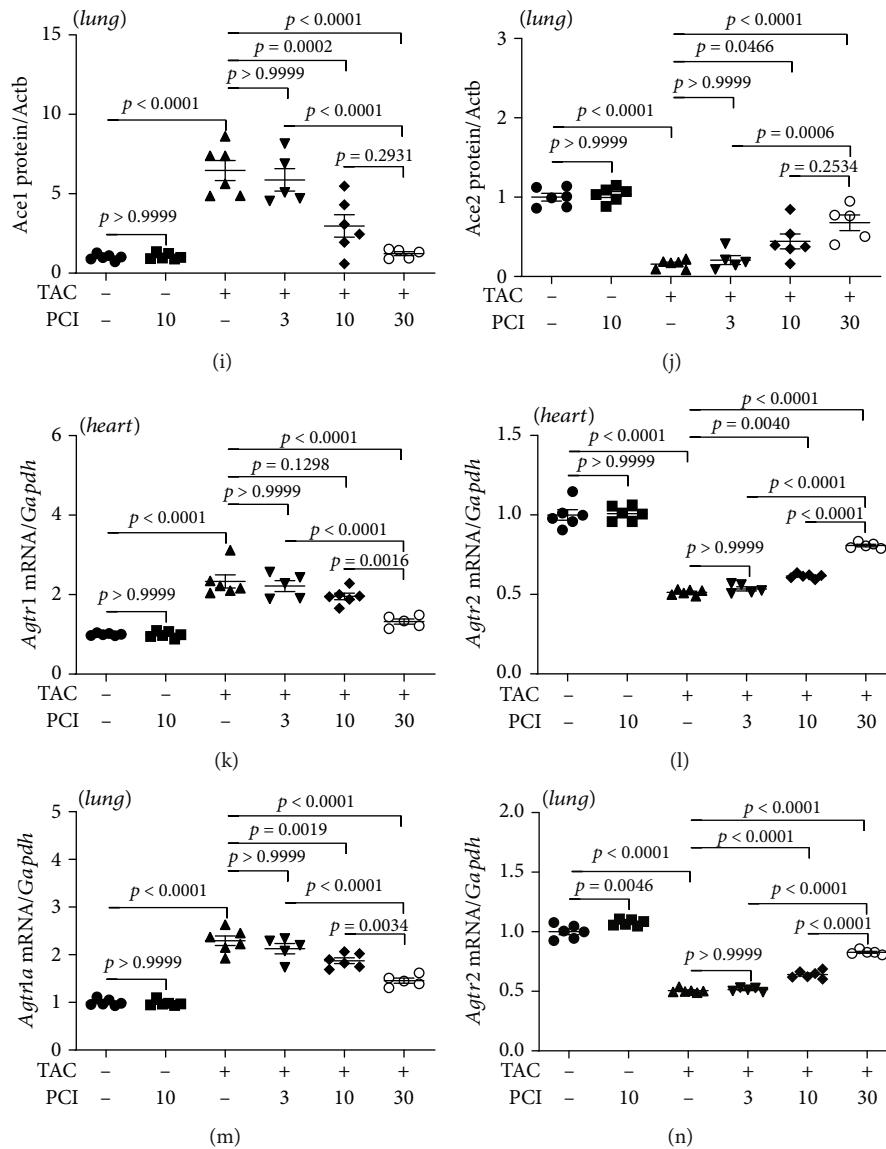 (lung)
Ace1 protein/Actb
15
10
5
0
p < 0.0001
p = 0.0002
p > 0.9999
p < 0.0001
p < 0.0001
p = 0.2931
p > 0.9999
TAC – – + + + +
PCI – 10 – 3 10 30
(i)
(lung)
Ace2 protein/Actb
3
2
1
0
p < 0.0001
p = 0.0466
p > 0.9999
p < 0.0001
p = 0.0006
p > 0.9999
p = 0.2534
TAC – – + + + +
PCI – 10 – 3 10 30
(j)
(heart)
Agtr1 mRNA/Gapdh
6
4
2
0
p < 0.0001
p = 0.1298
p > 0.9999
p < 0.0001
p < 0.0001
p = 0.0016
p > 0.9999
TAC – – + + + +
PCI – 10 – 3 10 30
(k)
(heart)
Agtr2 mRNA/Gapdh
1.5
1.0
0.5
0.0
p < 0.0001
p < 0.0001
p = 0.0040
p > 0.9999
p < 0.0001
p < 0.0001
p > 0.9999
TAC – – + + + +
PCI – 10 – 3 10 30
(l)
(lung)
Agtr1a mRNA/Gapdh
5
4
3
2
1
0
p < 0.0001
p = 0.0019
p > 0.9999
p < 0.0001
p < 0.0001
p = 0.0034
p > 0.9999
TAC – – + + + +
PCI – 10 – 3 10 30
(m)
(lung)
Agtr2 mRNA/Gapdh
2.0
1.5
1.0
0.5
0.0
p < 0.0001
p < 0.0001
p < 0.0001
p = 0.0046
p < 0.0001
p < 0.0001
p > 0.9999
TAC – – + + + +
PCI – 10 – 3 10 30
(n)